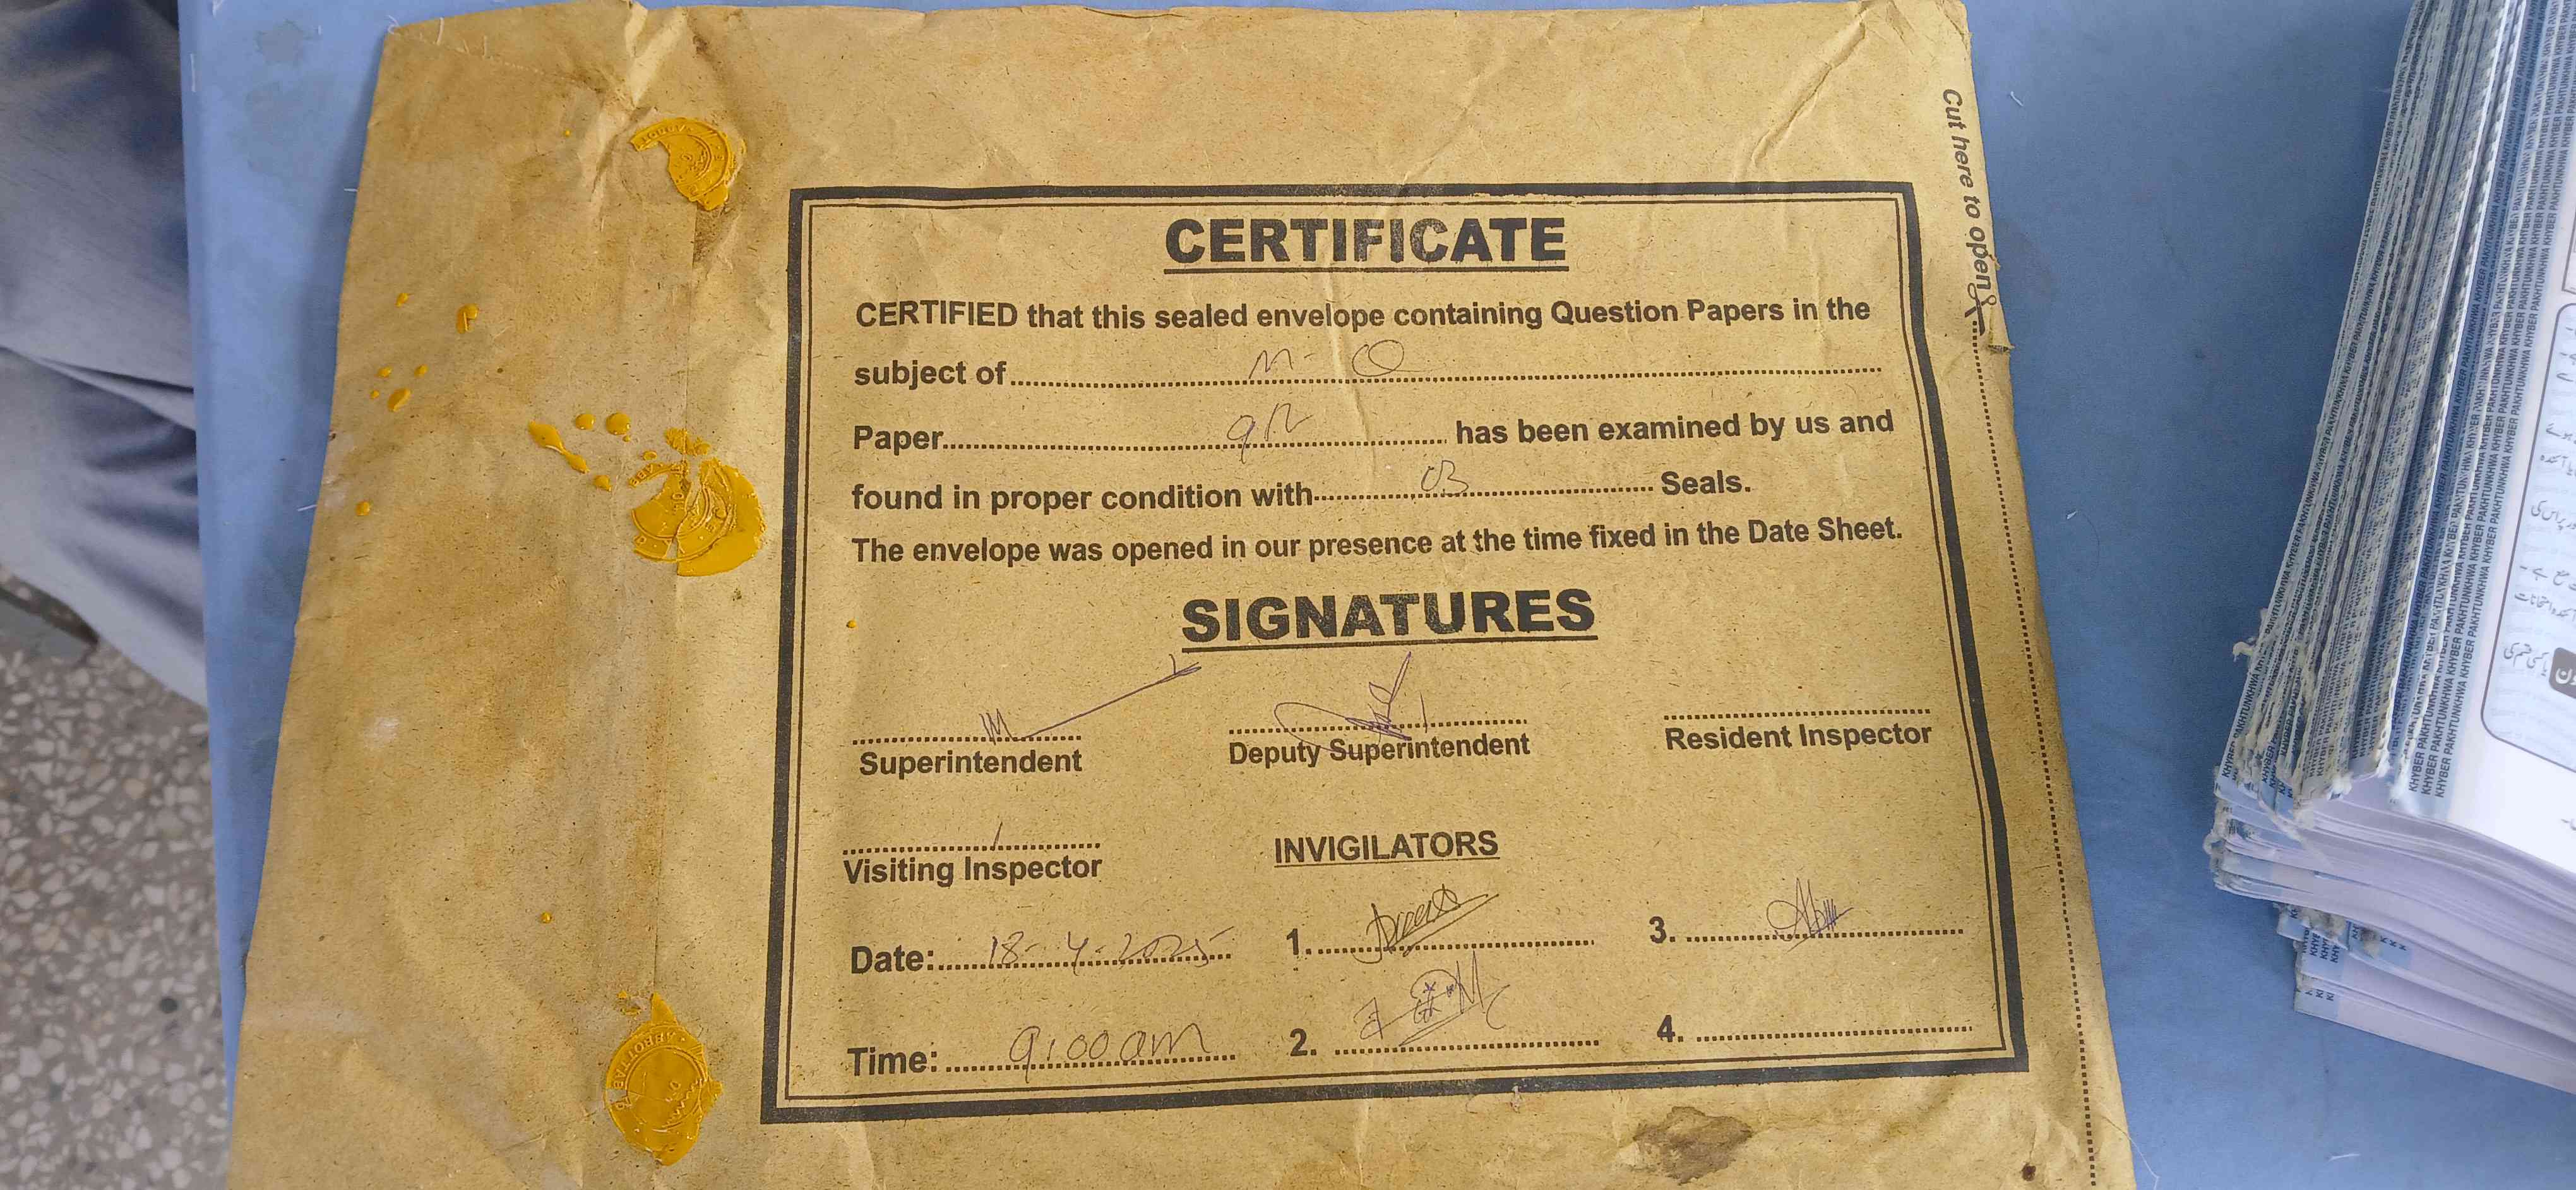 CERTIFICATE
CERTIFIED that this sealed envelope containing Question Papers in the
subject of M-Q
Paper 9th has been examined by us and
found in proper condition with 03 Seals.
The envelope was opened in our presence at the time fixed in the Date Sheet.
SIGNATURES
Superintendent
Deputy Superintendent
Resident Inspector
Visiting Inspector
INVIGILATORS
Date: 18-4-2025
1.
3.
Time: 9:00 am
2.
4.
Cut here to open
ABBOTTABAD
KHYBER PAKHTUNKHWA